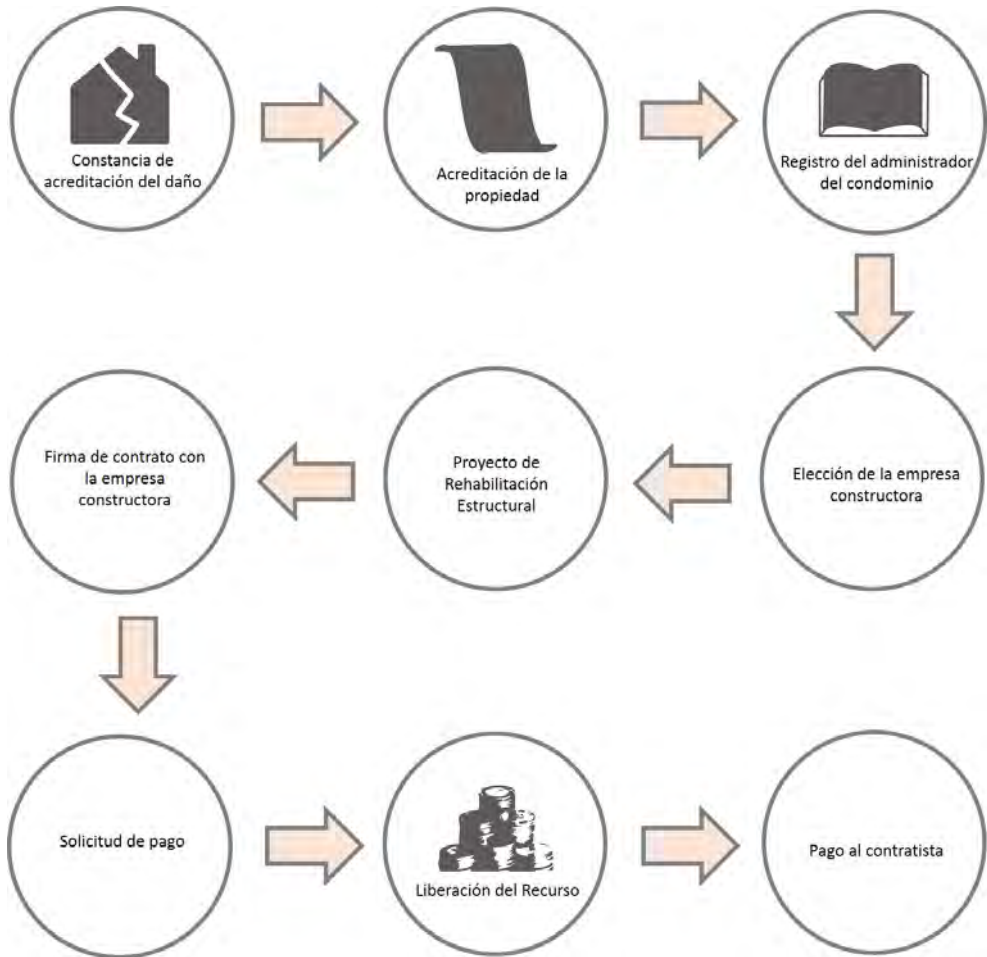 Constancia de
acreditación del daño
Acreditación de la
propiedad
Registro del administrador
del condominio
Elección de la empresa
constructora
Proyecto de
Rehabilitación
Estructural
Firma de contrato con
la empresa
constructora
Solicitud de pago
Liberación del Recurso
Pago al contratista